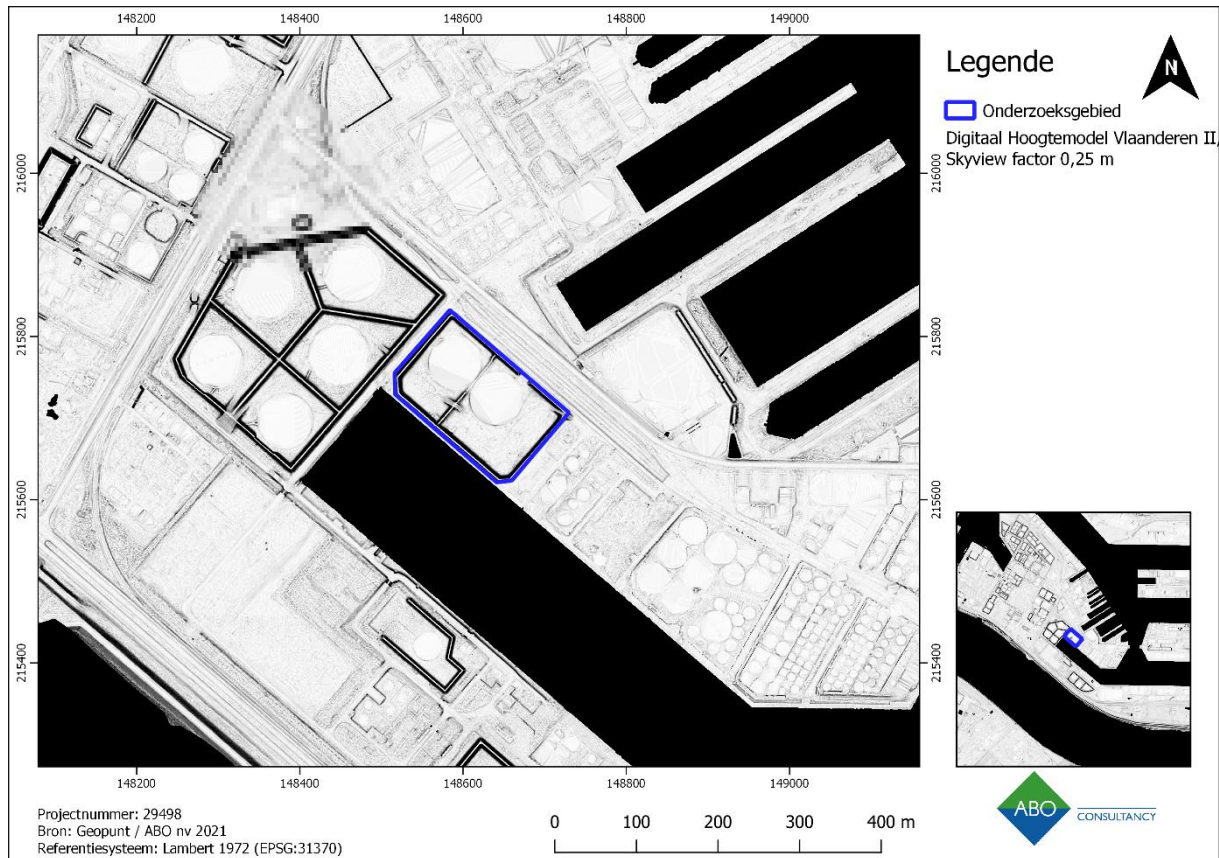 148200 148400 148600 148800 149000
216000
215800
215600
215400
216000
215800
215600
215400
148200 148400 148600 148800 149000
Legende
N
Onderzoeksgebied
Digitaal Hoogtemodel Vlaanderen II,
Skyview factor 0,25 m
Projectnummer: 29498
Bron: Geopunt / ABO nv 2021
Referentiesysteem: Lambert 1972 (EPSG:31370)
0 100 200 300 400 m
ABO
CONSULTANCY